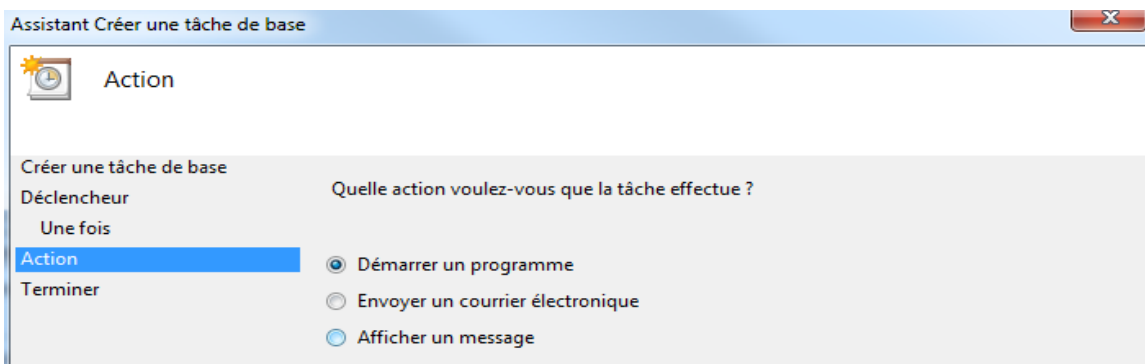 Assistant Créer une tâche de base
Action
Créer une tâche de base
Déclencheur
Une fois
Action
Terminer
Quelle action voulez-vous que la tâche effectue ?
Démarrer un programme
Envoyer un courrier électronique
Afficher un message